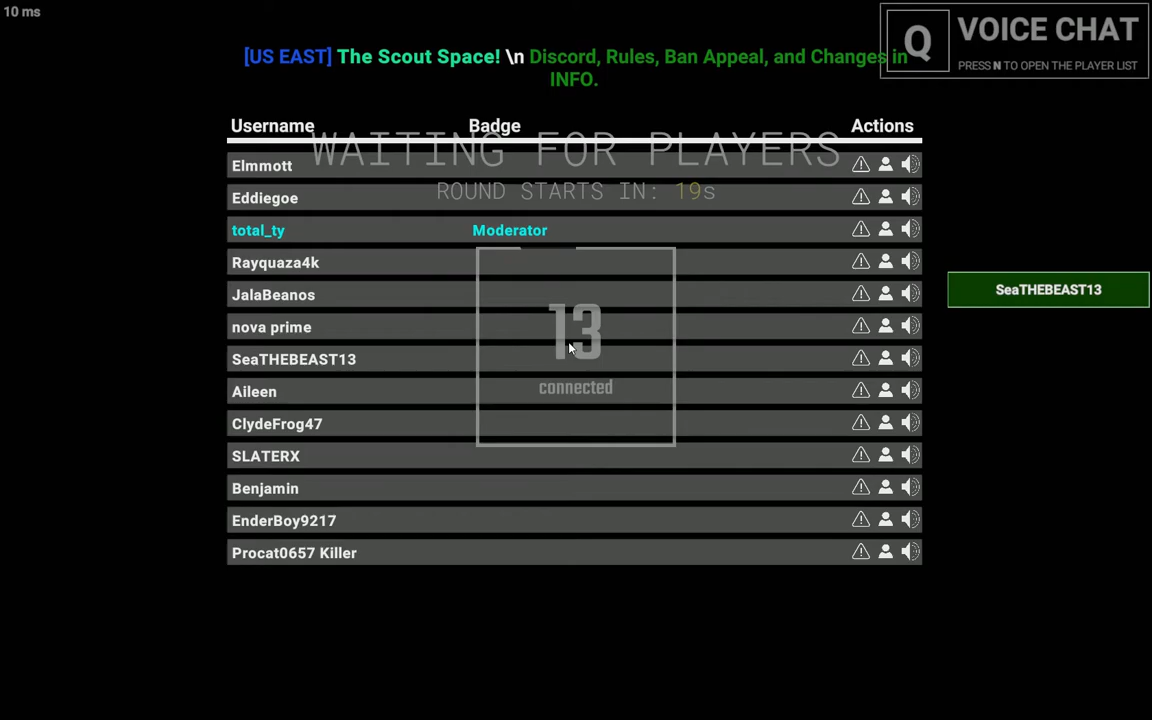 10 ms
[US EAST] The Scout Space! \n Discord, Rules, Ban Appeal, and Changes in
INFO.
Q
VOICE CHAT
PRESS N TO OPEN THE PLAYER LIST
Username Badge Actions
WAITING FOR PLAYERS
Elmmott
ROUND STARTS IN: 19s
Eddiegoe
total_ty Moderator
Rayquaza4k
JalaBeanos
SeaTHEBEAST13
nova prime
13
SeaTHEBEAST13
connected
Aileen
ClydeFrog47
SLATERX
Benjamin
EnderBoy9217
Procat0657 Killer